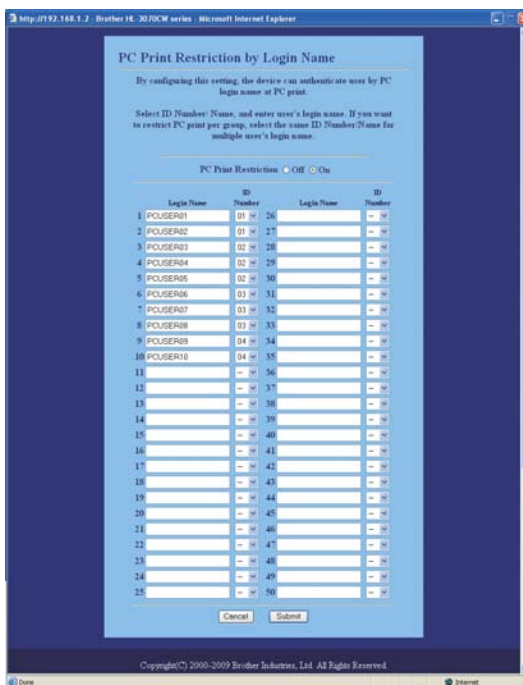 http://192.168.1.2 - Brother HL-3070CW series - Microsoft Internet Explorer
PC Print Restriction by Login Name
By configuring this setting, the device can authenticate user by PC
login name at PC print.
Select ID Number/ Name, and enter user's login name. If you want
to restrict PC print per group, select the same ID Number/Name for
multiple user's login name.
PC Print Restriction Off On
Login Name ID Number Login Name ID Number
1 PCUSER01 01 26 --
2 PCUSER02 01 27 --
3 PCUSER03 02 28 --
4 PCUSER04 02 29 --
5 PCUSER05 02 30 --
6 PCUSER06 03 31 --
7 PCUSER07 03 32 --
8 PCUSER08 03 33 --
9 PCUSER09 04 34 --
10 PCUSER10 04 35 --
11 -- 36 --
12 -- 37 --
13 -- 38 --
14 -- 39 --
15 -- 40 --
16 -- 41 --
17 -- 42 --
18 -- 43 --
19 -- 44 --
20 -- 45 --
21 -- 46 --
22 -- 47 --
23 -- 48 --
24 -- 49 --
25 -- 50 --
Cancel Submit
Copyright(C) 2000-2009 Brother Industries, Ltd. All Rights Reserved.
Done Internet